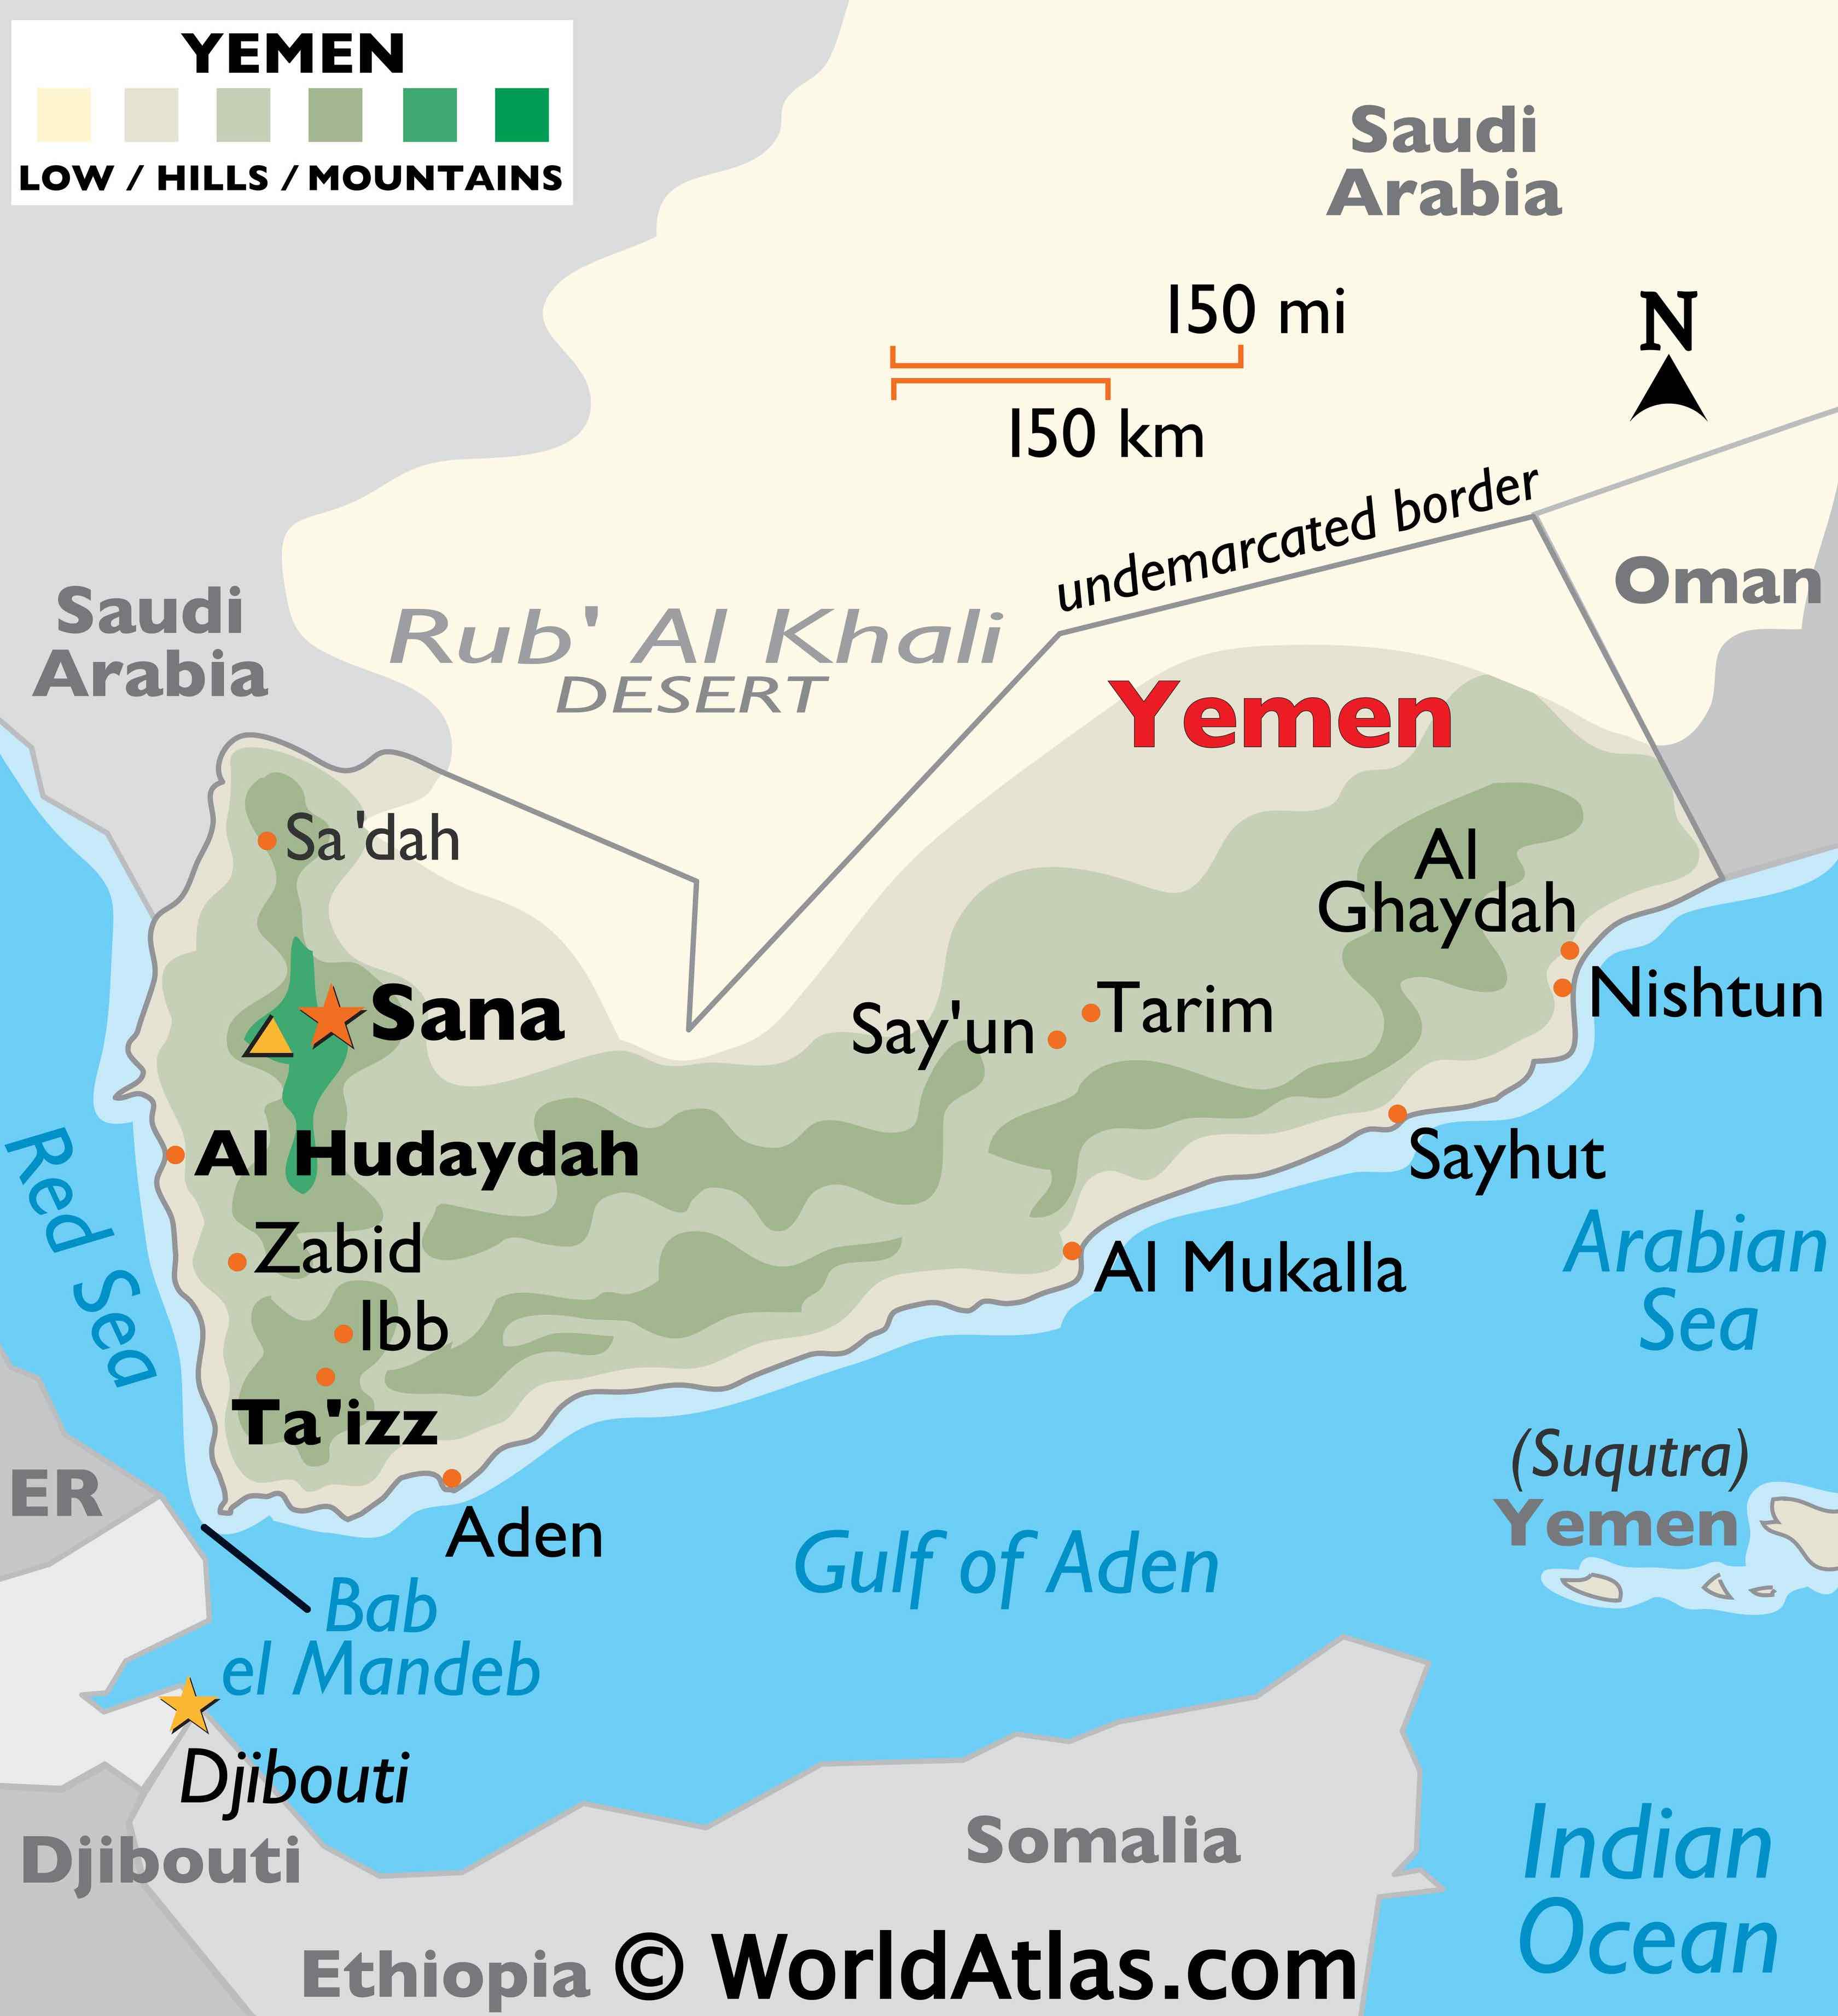 YEMEN
LOW / HILLS / MOUNTAINS
Saudi
Arabia
150 mi
150 km
N
undemarcated border
Oman
Saudi
Arabia
Rub' Al Khali
DESERT
Yemen
Sa'dah
Al
Ghaydah
Nishtun
Sana
Say'un
Tarim
Al Hudaydah
Sayhut
Red Sea
Zabid
Al Mukalla
Arabian
Sea
Ibb
Ta'izz
(Suqutra)
Yemen
ER
Aden
Gulf of Aden
Bab
el Mandeb
Djibouti
Djibouti
Somalia
Indian
Ocean
Ethiopia
© WorldAtlas.com